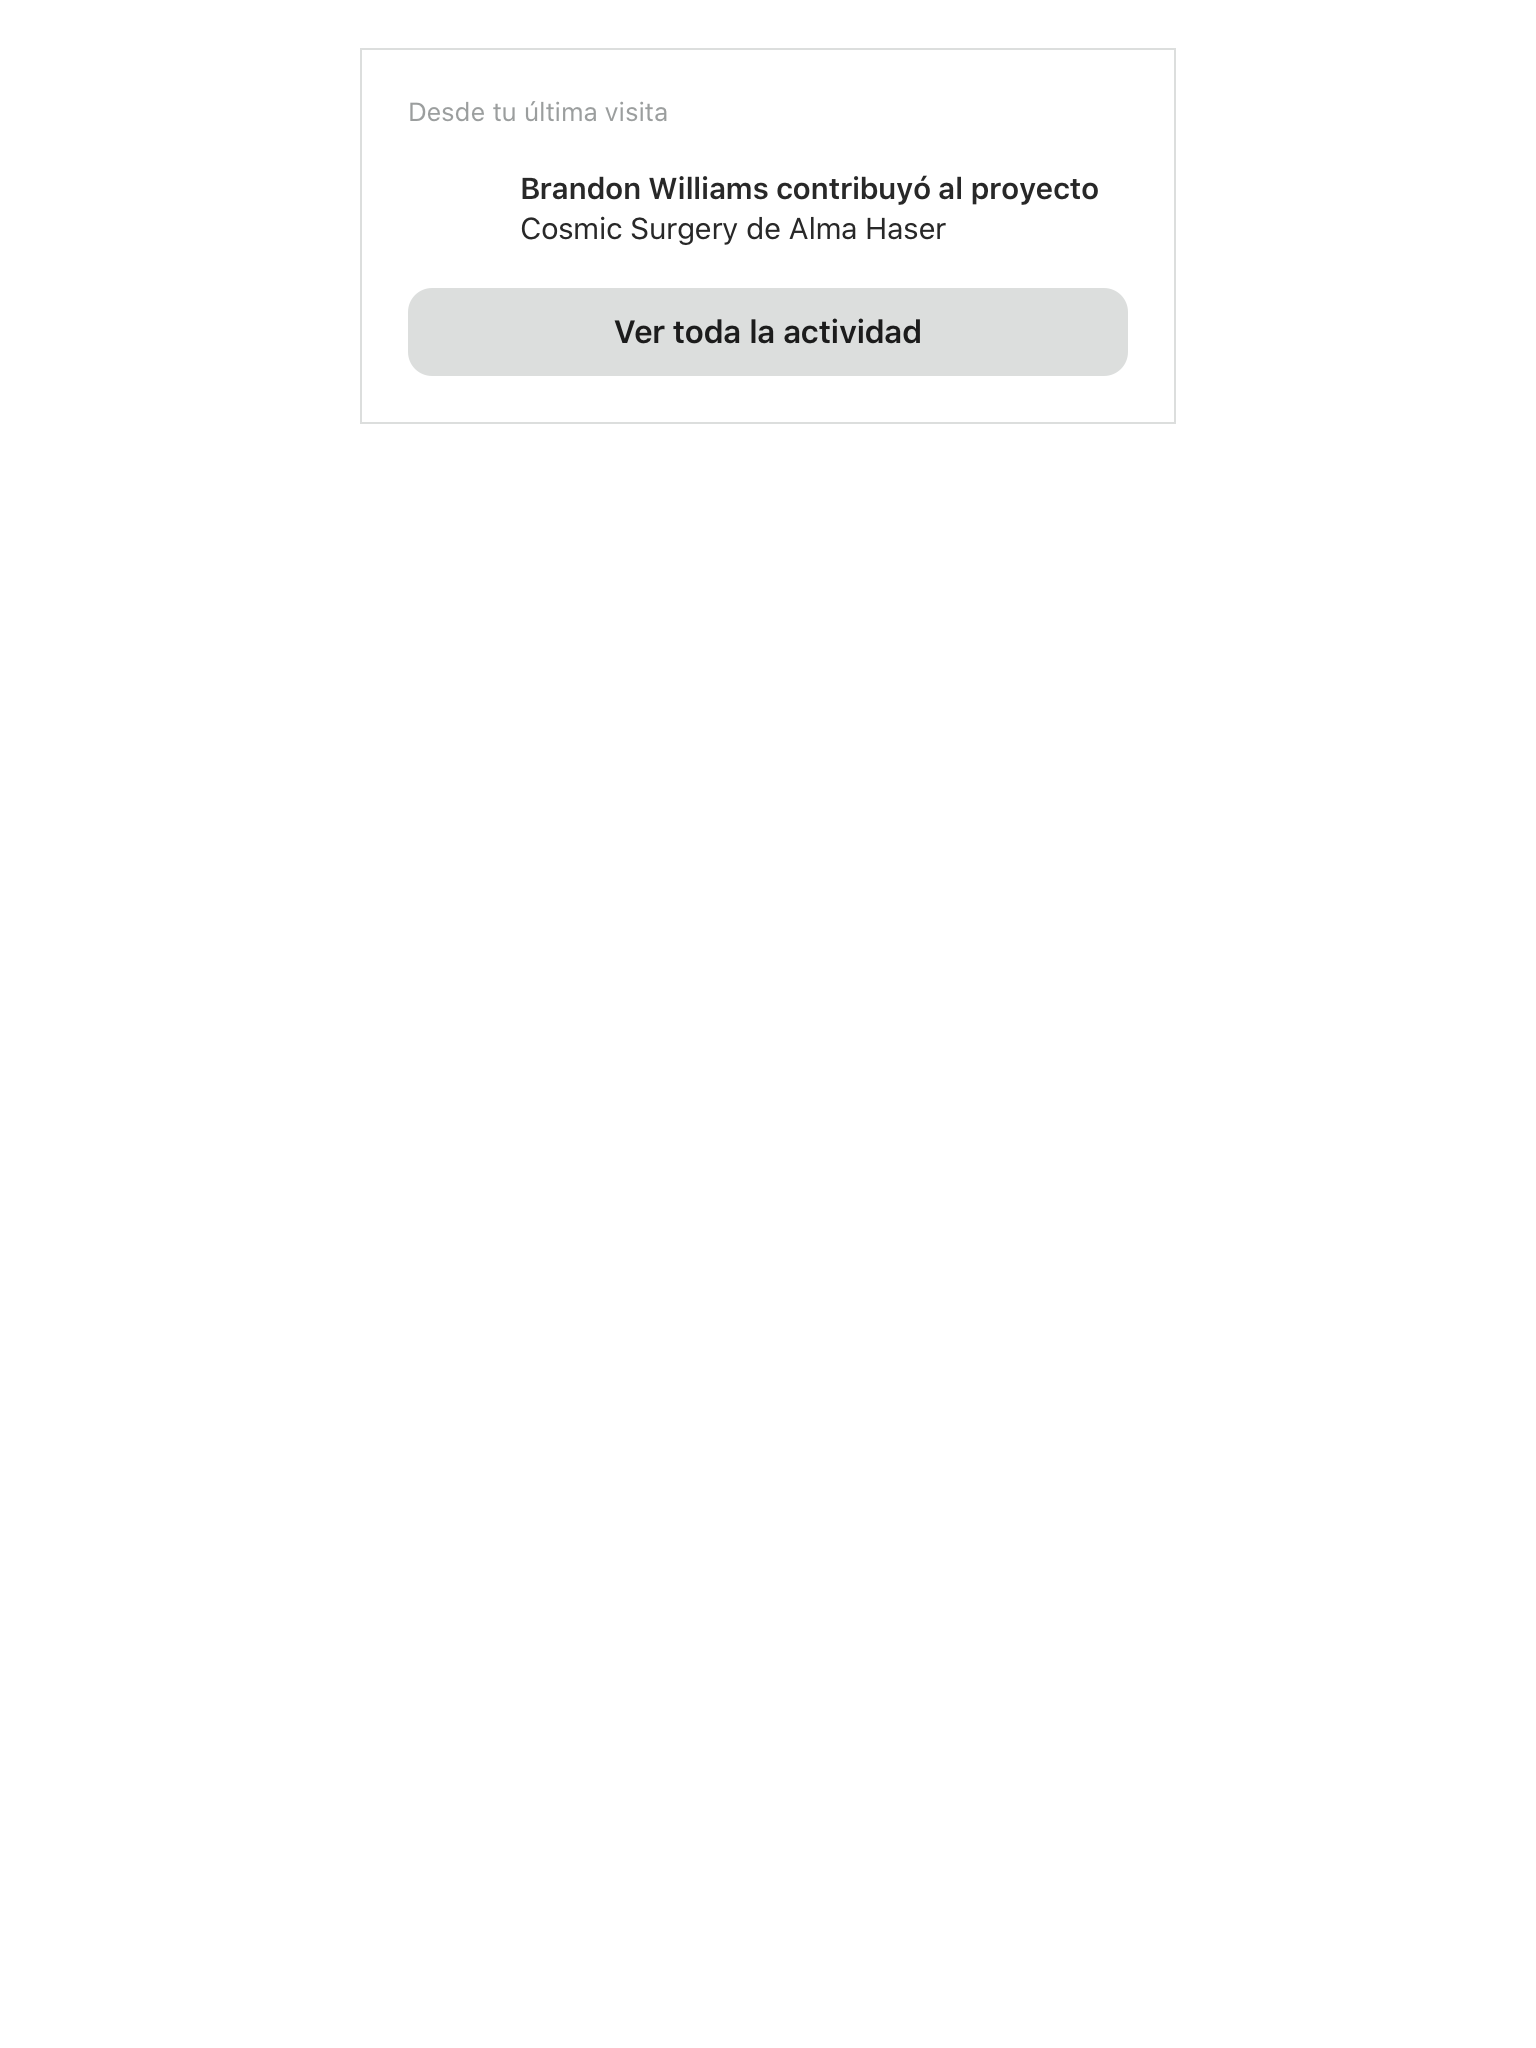 Desde tu última visita
Brandon Williams contribuyó al proyecto
Cosmic Surgery de Alma Haser
Ver toda la actividad